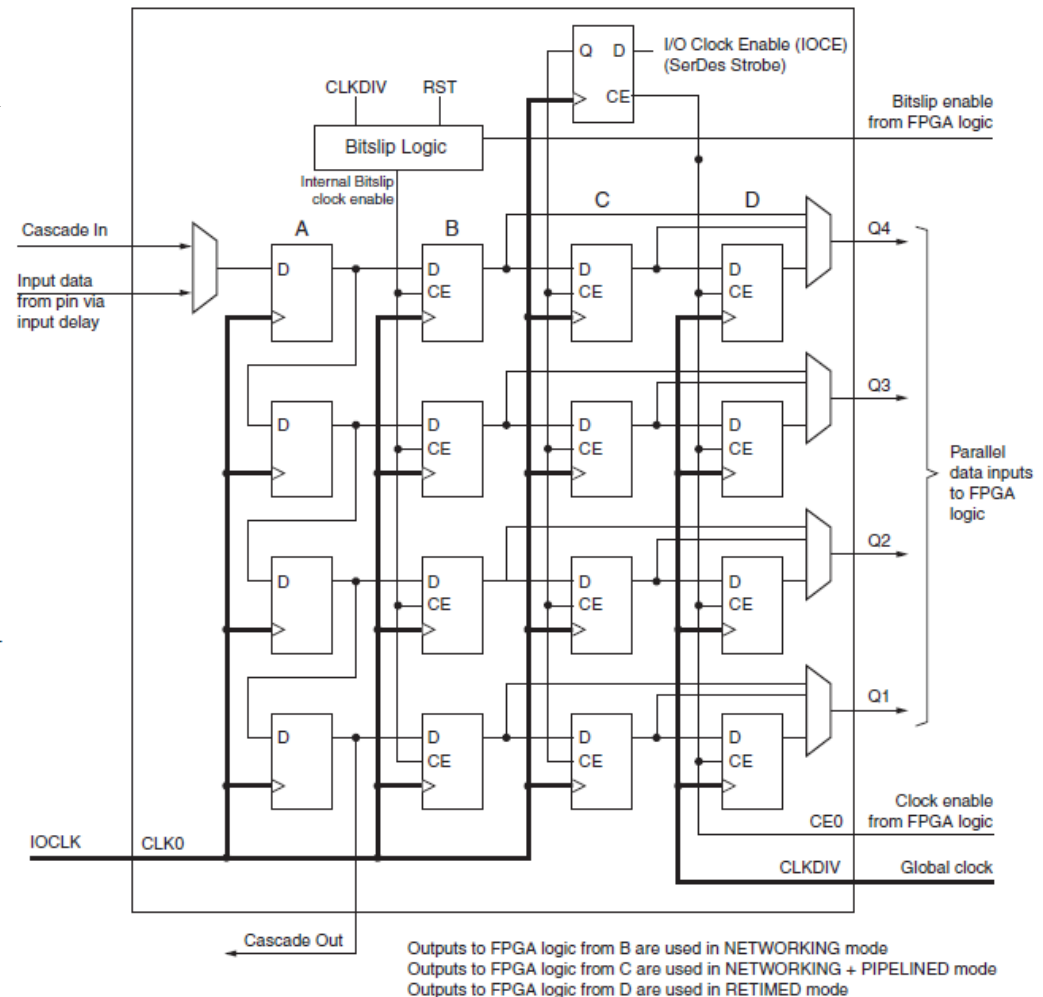 Q D
I/O Clock Enable (IOCE)
(SerDes Strobe)
CE
CLKDIV RST
Bitslip enable
from FPGA logic
Bitslip Logic
Internal Bitslip
clock enable
A B C D
Cascade In
Input data
from pin via
input delay
D D D D
CE CE CE
Q4
D D D D
CE CE CE
Q3
Parallel
data inputs
to FPGA
logic
D D D D
CE CE CE
Q2
D D D D
CE CE CE
Q1
Clock enable
CE0 from FPGA logic
IOCLK CLK0
CLKDIV Global clock
Cascade Out
Outputs to FPGA logic from B are used in NETWORKING mode
Outputs to FPGA logic from C are used in NETWORKING + PIPELINED mode
Outputs to FPGA logic from D are used in RETIMED mode